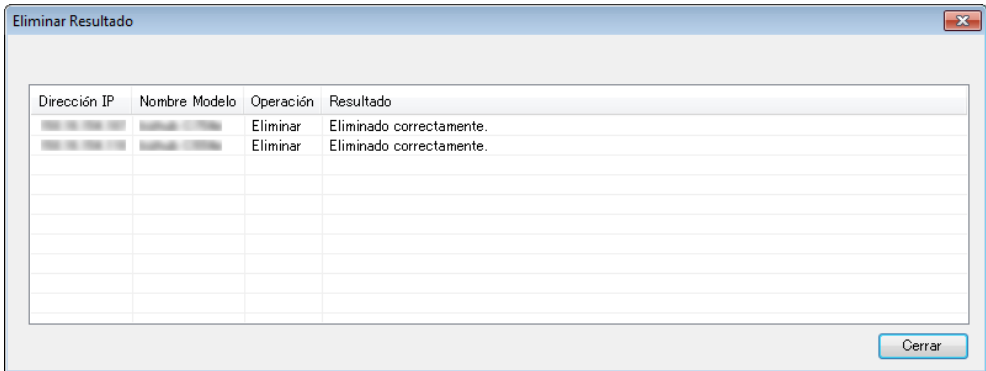 Eliminar Resultado
Dirección IP Nombre Modelo Operación Resultado
Eliminar Eliminado correctamente.
Eliminar Eliminado correctamente.
Cerrar